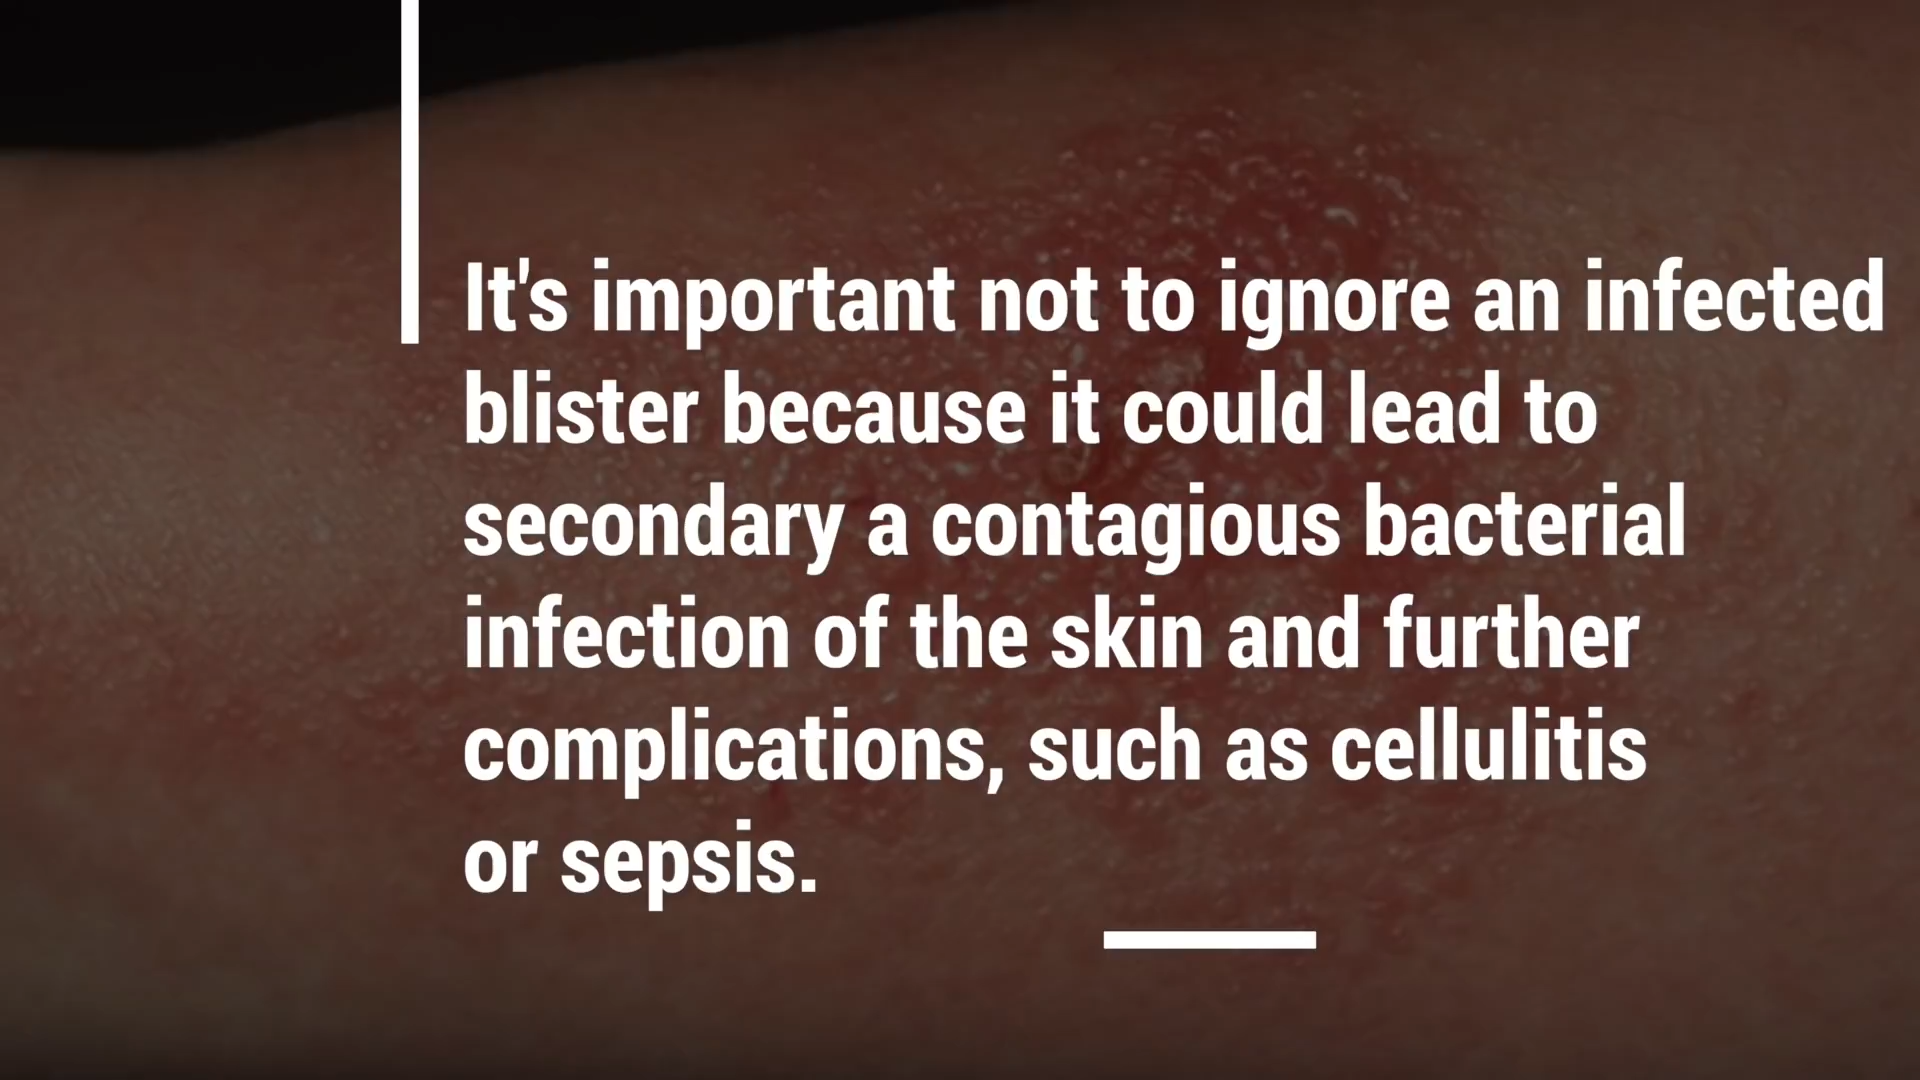 It's important not to ignore an infected
blister because it could lead to
secondary a contagious bacterial
infection of the skin and further
complications, such as cellulitis
or sepsis.